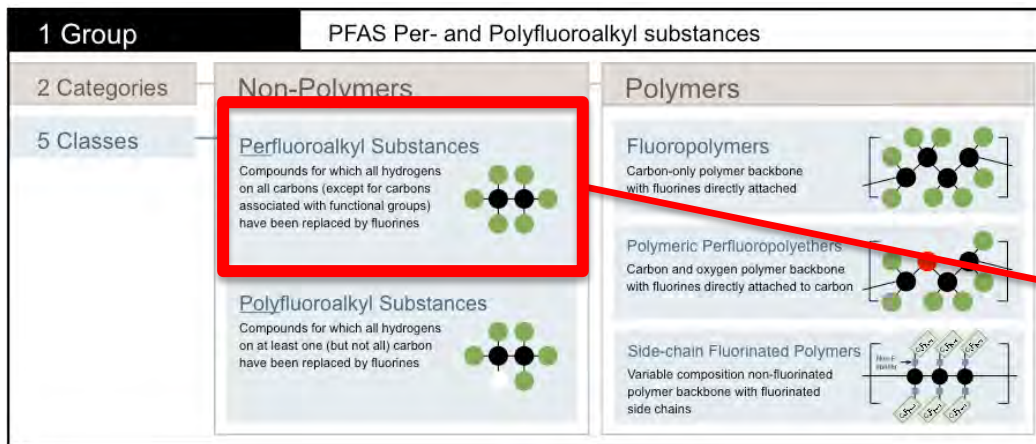 1 Group
PFAS Per- and Polyfluoroalkyl substances
2 Categories
Non-Polymers
Polymers
5 Classes
Perfluoroalkyl Substances
Compounds for which all hydrogens
on all carbons (except for carbons
associated with functional groups)
have been replaced by fluorines
Polyfluoroalkyl Substances
Compounds for which all hydrogens
on at least one (but not all) carbon
have been replaced by fluorines
Fluoropolymers
Carbon-only polymer backbone
with fluorines directly attached
Polymeric Perfluoropolyethers
Carbon and oxygen polymer backbone
with fluorines directly attached to carbon
Side-chain Fluorinated Polymers
Variable composition non-fluorinated
polymer backbone with fluorinated
side chains